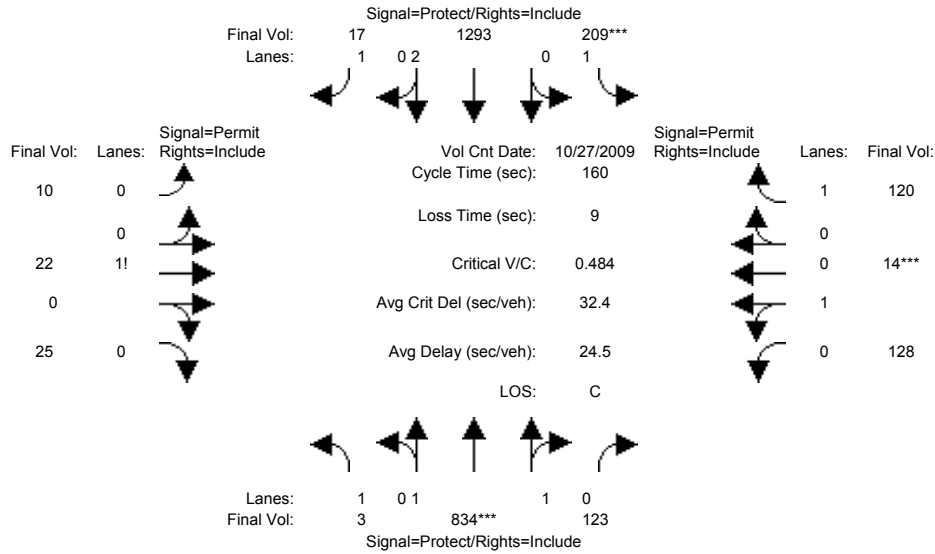 Signal=Protect/Rights=Include
Final Vol: 17 1293 209***
Lanes: 1 0 2 0 1
Signal=Permit Signal=Permit
Final Vol: Lanes: Rights=Include Vol Cnt Date: 10/27/2009 Rights=Include Lanes: Final Vol:
Cycle Time (sec): 160
10 0 1 120
Loss Time (sec): 9
0 0
22 1! Critical V/C: 0.484 0 14***
0 Avg Crit Del (sec/veh): 32.4 1
25 0 Avg Delay (sec/veh): 24.5 0 128
LOS: C
Lanes: 1 0 1 1 0
Final Vol: 3 834*** 123
Signal=Protect/Rights=Include